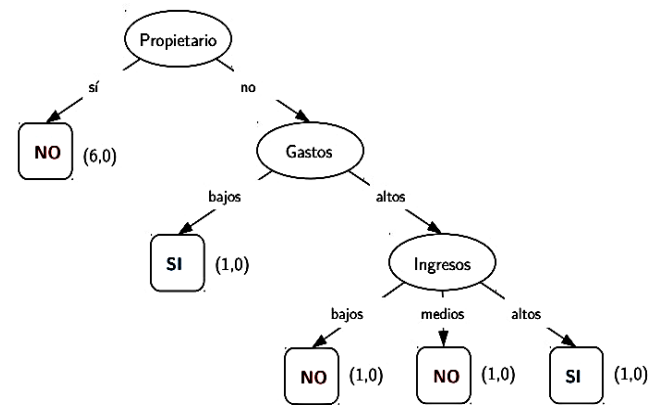 Propietario
sí
no
NO (6,0)
Gastos
bajos
altos
SI (1,0)
Ingresos
bajos
medios
altos
NO (1,0)
NO (1,0)
SI (1,0)